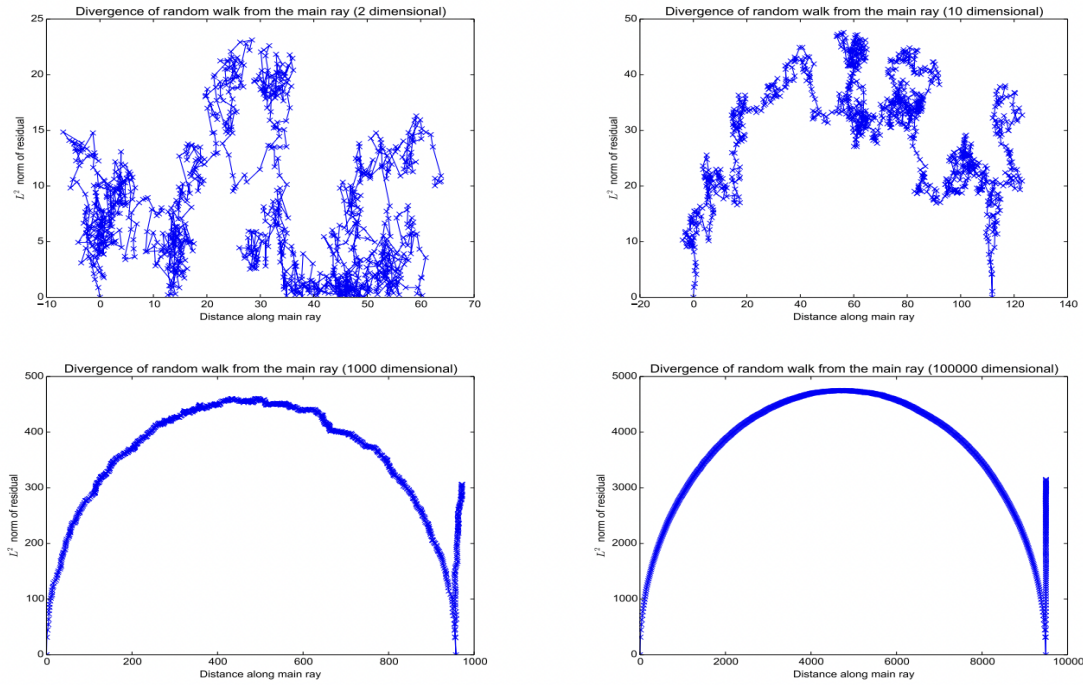 Divergence of random walk from the main ray (2 dimensional)
25
20
15
10
5
0
L² norm of residual
−10 0 10 20 30 40 50 60 70
Distance along main ray
Divergence of random walk from the main ray (10 dimensional)
50
40
30
20
10
0
L² norm of residual
−20 0 20 40 60 80 100 120 140
Distance along main ray
Divergence of random walk from the main ray (1000 dimensional)
500
400
300
200
100
0
L² norm of residual
0 200 400 600 800 1000
Distance along main ray
Divergence of random walk from the main ray (100000 dimensional)
5000
4000
3000
2000
1000
0
L² norm of residual
0 2000 4000 6000 8000 10000
Distance along main ray